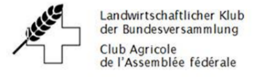 Landwirtschaftlicher Klub
der Bundesversammlung
Club Agricole
de l'Assemblée fédérale